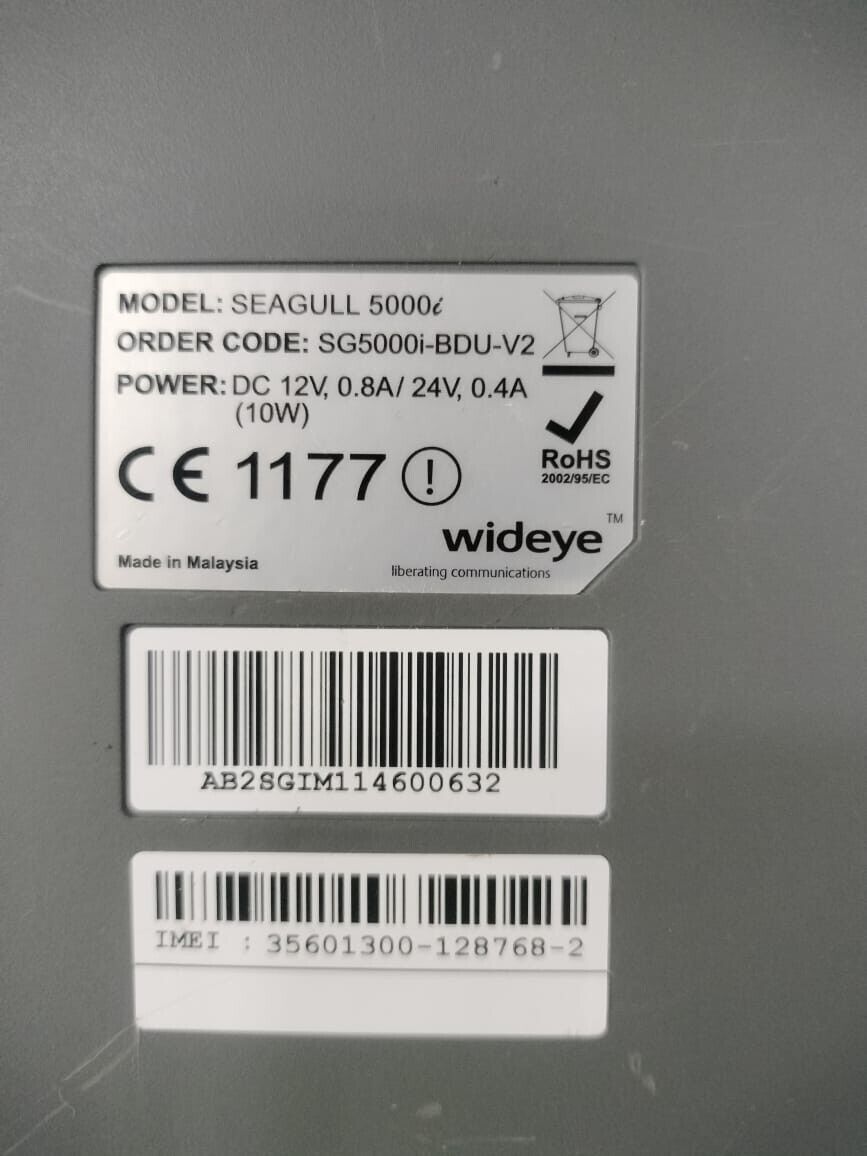 MODEL: SEAGULL 5000i
ORDER CODE: SG5000i-BDU-V2
POWER: DC 12V, 0.8A/ 24V, 0.4A
(10W)
CE 1177 !
RoHS
2002/95/EC
wideye™
Made in Malaysia
liberating communications
AB2SGIM114600632
IMEI : 35601300-128768-2